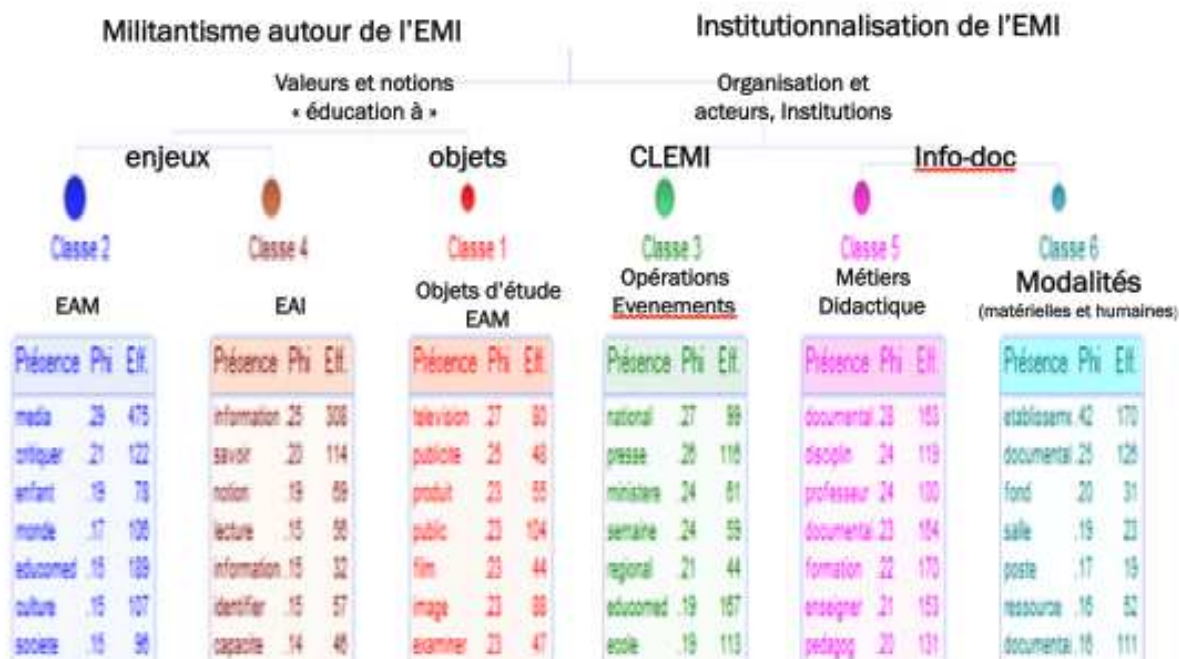 Militantisme autour de l'EMI
Institutionnalisation de l'EMI
Valeurs et notions
« éducation à »
Organisation et
acteurs, Institutions
enjeux
objets
CLEMI
Info-doc
Classe 2
Classe 4
Classe 1
Classe 3
Classe 5
Classe 6
EAM
EAI
Objets d'étude
EAM
Opérations
Evenements
Métiers
Didactique
Modalités
(matérielles et humaines)
Présence Phi Eff.
media .29 475
critiquer .21 122
enfant .19 78
monde .17 106
educomed .16 189
culture .16 107
societe .16 96
Présence Phi Eff.
information .25 308
savoir .20 114
notion .19 69
lecture .15 56
information .15 32
identifier .15 57
capacite .14 46
Présence Phi Eff.
television .27 80
publicite .26 48
produit .23 55
public .23 104
film .23 44
image .23 88
examiner .23 47
Présence Phi Eff.
national .27 99
presse .26 116
ministere .24 61
semaine .24 59
regional .21 44
educomed .19 167
ecole .19 113
Présence Phi Eff.
documental .28
disciplin .24 119
professeur .24
documental .23 164
formation .22 170
enseigner .21 153
pedagog .20 131
Présence Phi Eff.
etablisseme .42 170
documental .25 126
fond .20 31
salle .19 23
poste .17 19
ressource .16 52
documental .16 111